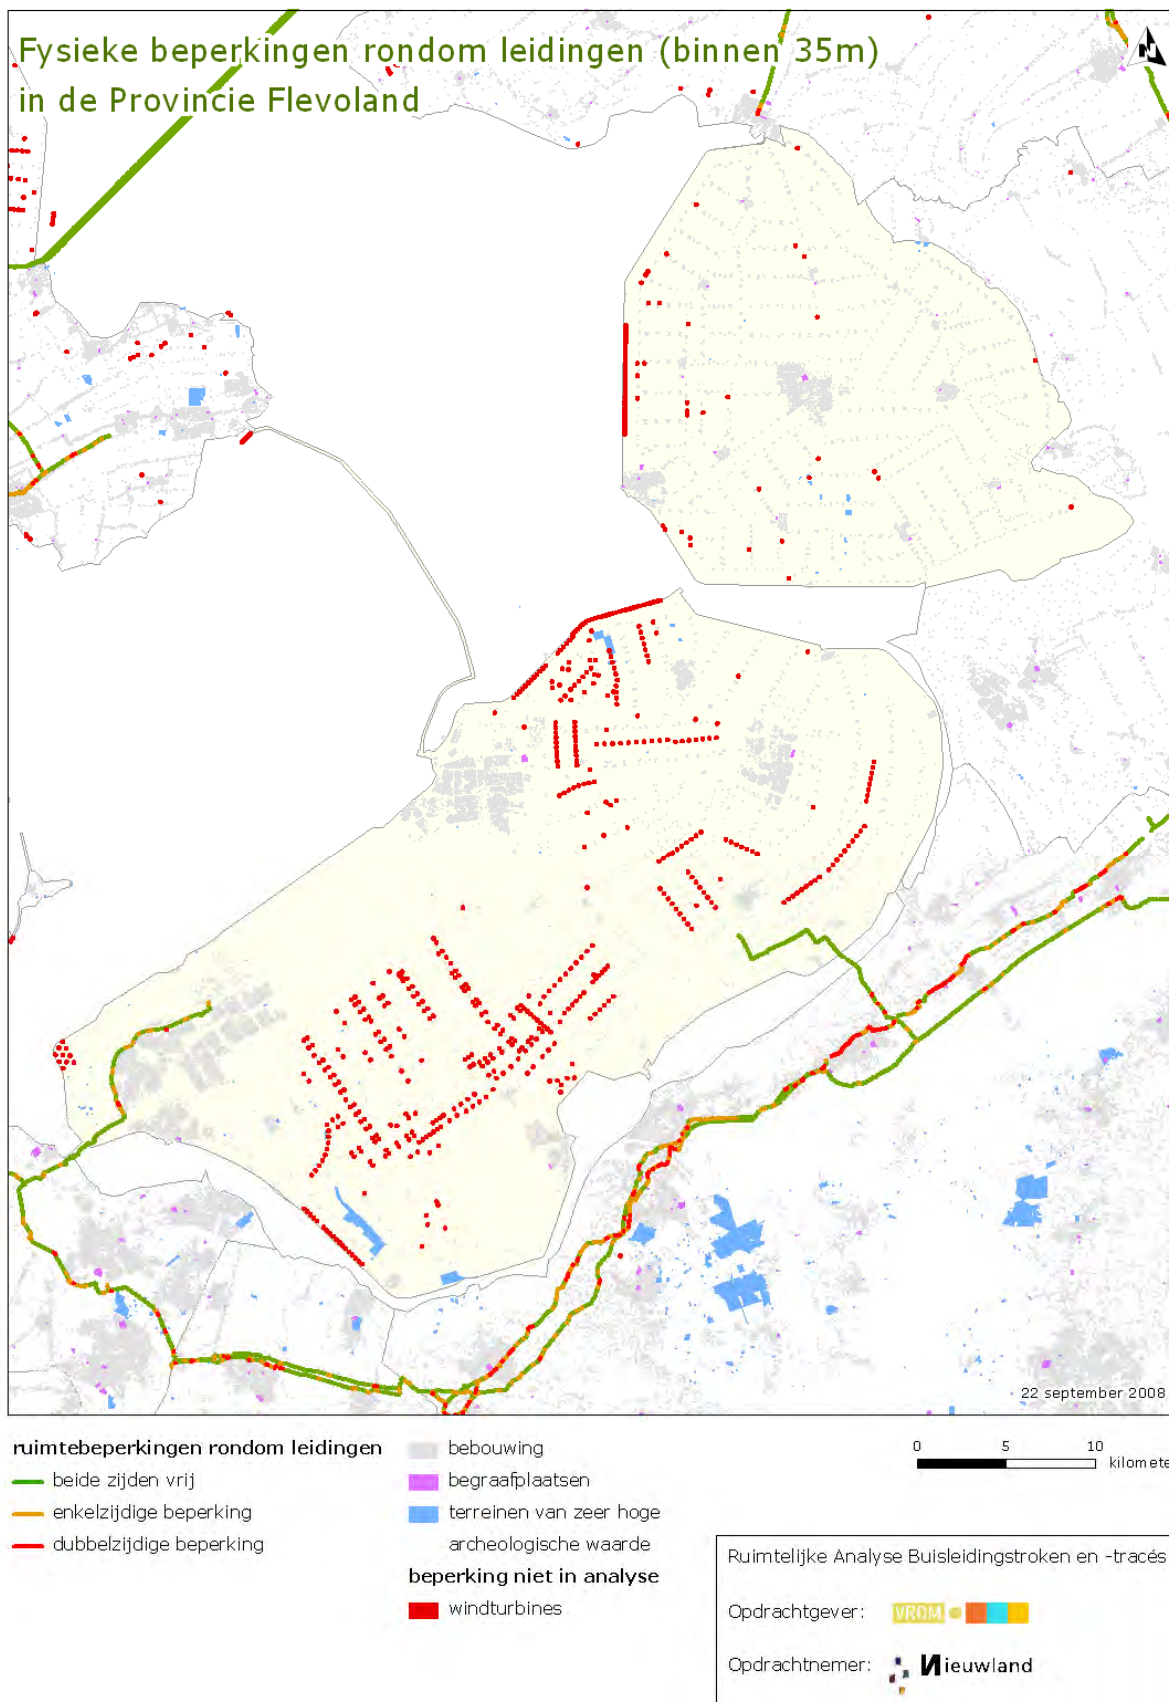 Fysieke beperkingen rondom leidingen (binnen 35m)
in de Provincie Flevoland
N
22 september 2008
ruimtebeperkingen rondom leidingen
beide zijden vrij
enkelzijdige beperking
dubbelzijdige beperking
bebouwing
begraafplaatsen
terreinen van zeer hoge
archeologische waarde
beperking niet in analyse
windturbines
0 5 10
kilomete
Ruimtelijke Analyse Buisleidingstroken en -tracés
Opdrachtgever: VROM
Opdrachtnemer: Nieuwland